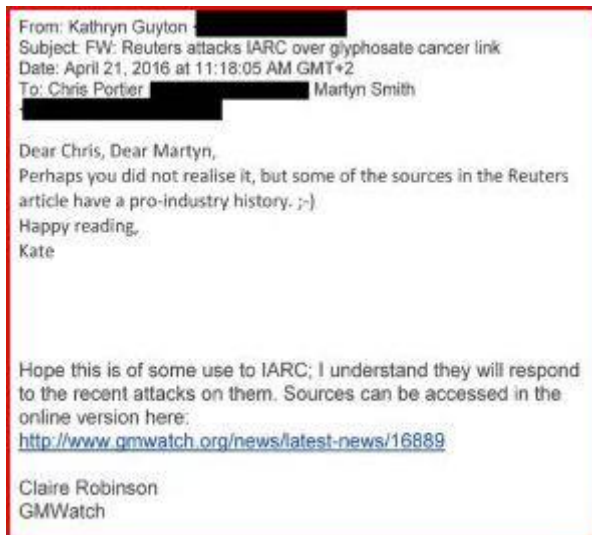 From: Kathryn Guyton
Subject: FW: Reuters attacks IARC over glyphosate cancer link
Date: April 21, 2016 at 11:18:05 AM GMT+2
To: Chris Portier Martyn Smith
Dear Chris, Dear Martyn,
Perhaps you did not realise it, but some of the sources in the Reuters
article have a pro-industry history. ;-)
Happy reading,
Kate
Hope this is of some use to IARC; I understand they will respond
to the recent attacks on them. Sources can be accessed in the
online version here:
http://www.gmwatch.org/news/latest-news/16889
Claire Robinson
GMWatch